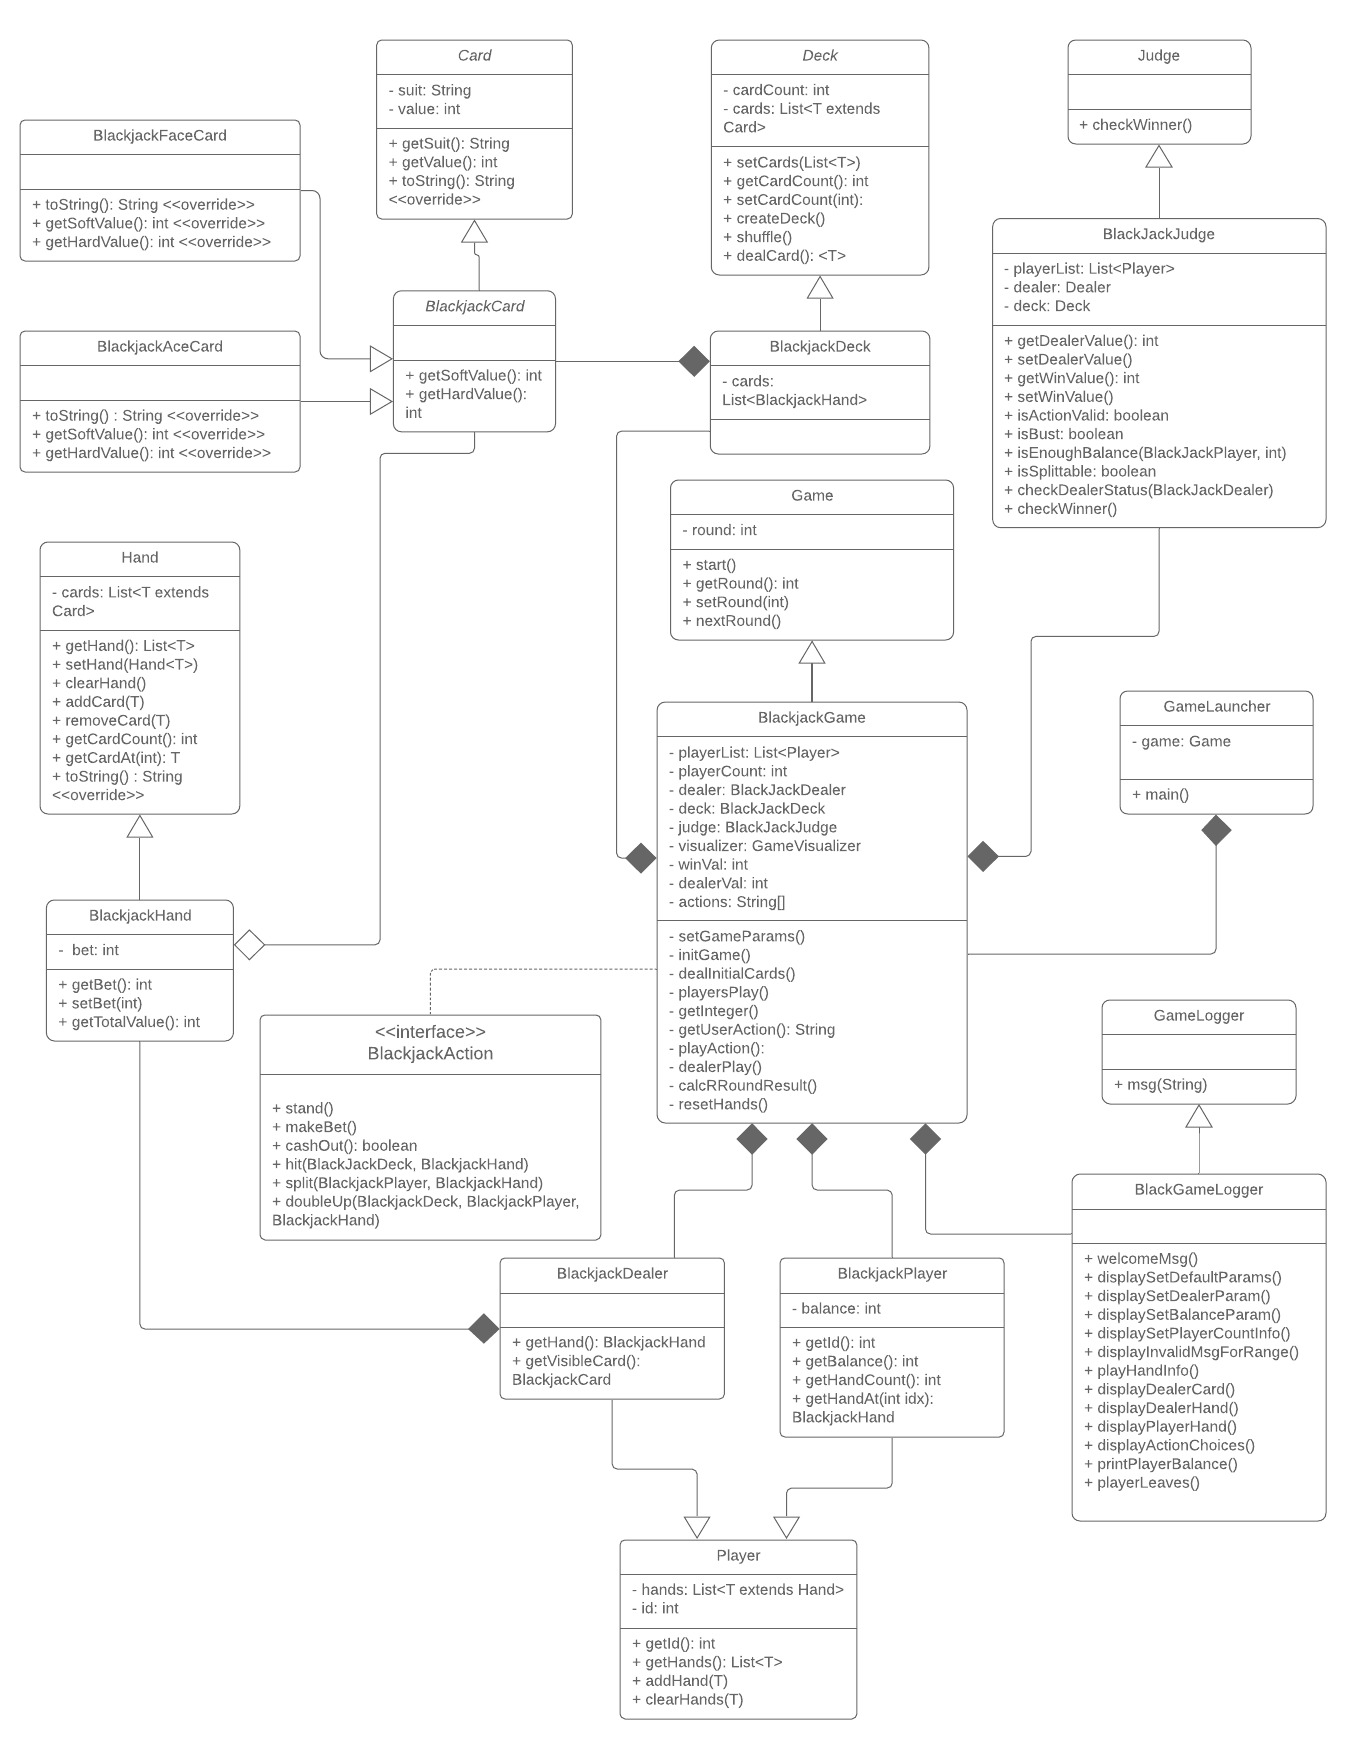 Card
- suit: String
- value: int
+ getSuit(): String
+ getValue(): int
+ toString(): String
<<override>>
Deck
- cardCount: int
- cards: List<T extends
Card>
+ setCards(List<T>)
+ getCardCount(): int
+ setCardCount(int):
+ createDeck()
+ shuffle()
+ dealCard(): <T>
Judge
+ checkWinner()
BlackjackFaceCard
+ toString(): String <<override>>
+ getSoftValue(): int <<override>>
+ getHardValue(): int <<override>>
BlackJackJudge
- playerList: List<Player>
- dealer: Dealer
- deck: Deck
+ getDealerValue(): int
+ setDealerValue()
+ getWinValue(): int
+ setWinValue()
+ isActionValid: boolean
+ isBust: boolean
+ isEnoughBalance(BlackJackPlayer, int)
+ isSplittable: boolean
+ checkDealerStatus(BlackJackDealer)
+ checkWinner()
BlackjackCard
+ getSoftValue(): int
+ getHardValue():
int
BlackjackAceCard
+ toString() : String <<override>>
+ getSoftValue(): int <<override>>
+ getHardValue(): int <<override>>
BlackjackDeck
- cards:
List<BlackjackHand>
Game
- round: int
+ start()
+ getRound(): int
+ setRound(int)
+ nextRound()
Hand
- cards: List<T extends
Card>
+ getHand(): List<T>
+ setHand(Hand<T>)
+ clearHand()
+ addCard(T)
+ removeCard(T)
+ getCardCount(): int
+ getCardAt(int): T
+ toString() : String
<<override>>
BlackjackGame
- playerList: List<Player>
- playerCount: int
- dealer: BlackJackDealer
- deck: BlackJackDeck
- judge: BlackJackJudge
- visualizer: GameVisualizer
- winVal: int
- dealerVal: int
- actions: String[]
- setGameParams()
- initGame()
- dealInitialCards()
- playersPlay()
- getInteger()
- getUserAction(): String
- playAction():
- dealerPlay()
- calcRRoundResult()
- resetHands()
GameLauncher
- game: Game
+ main()
BlackjackHand
- bet: int
+ getBet(): int
+ setBet(int)
+ getTotalValue(): int
<<interface>>
BlackjackAction
+ stand()
+ makeBet()
+ cashOut(): boolean
+ hit(BlackJackDeck, BlackjackHand)
+ split(BlackjackPlayer, BlackjackHand)
+ doubleUp(BlackjackDeck, BlackjackPlayer,
BlackjackHand)
GameLogger
+ msg(String)
BlackGameLogger
+ welcomeMsg()
+ displaySetDefaultParams()
+ displaySetDealerParam()
+ displaySetBalanceParam()
+ displaySetPlayerCountInfo()
+ displayInvalidMsgForRange()
+ playHandInfo()
+ displayDealerCard()
+ displayDealerHand()
+ displayPlayerHand()
+ displayActionChoices()
+ printPlayerBalance()
+ playerLeaves()
BlackjackDealer
+ getHand(): BlackjackHand
+ getVisibleCard():
BlackjackCard
BlackjackPlayer
- balance: int
+ getId(): int
+ getBalance(): int
+ getHandCount(): int
+ getHandAt(int idx):
BlackjackHand
Player
- hands: List<T extends Hand>
- id: int
+ getId(): int
+ getHands(): List<T>
+ addHand(T)
+ clearHands(T)